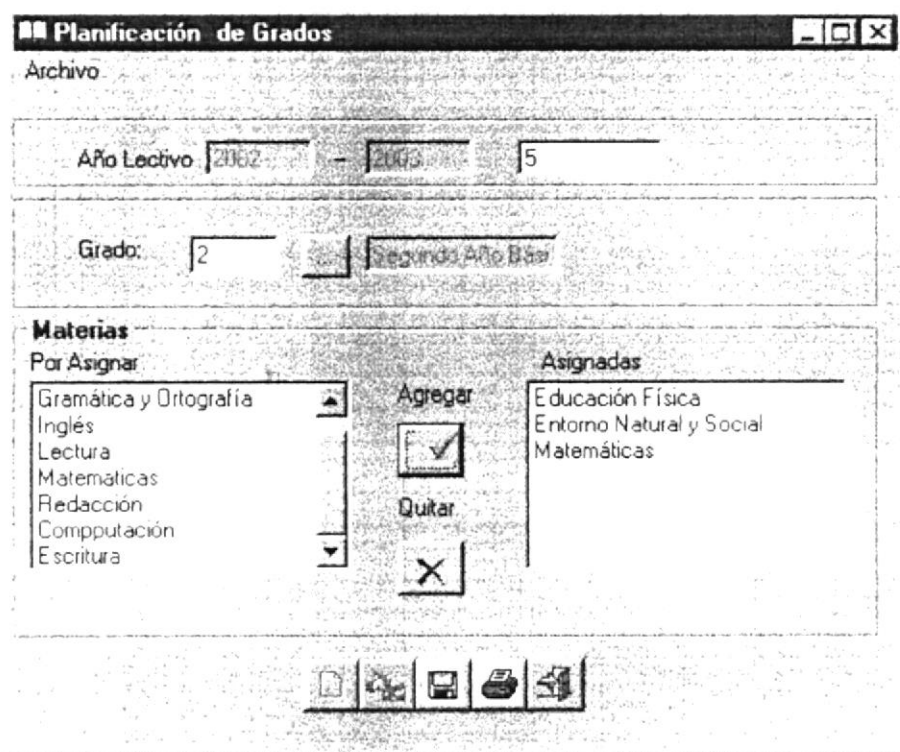 Planificación de Grados
Archivo
Año Lectivo 2002 - 2003 5
Grado: 2 Segundo Año Bási
Materias
Por Asignar
Asignadas
Gramática y Ortografía
Inglés
Lectura
Matematicas
Redacción
Compputación
Escritura
Agregar
Quitar
Educación Física
Entorno Natural y Social
Matemáticas